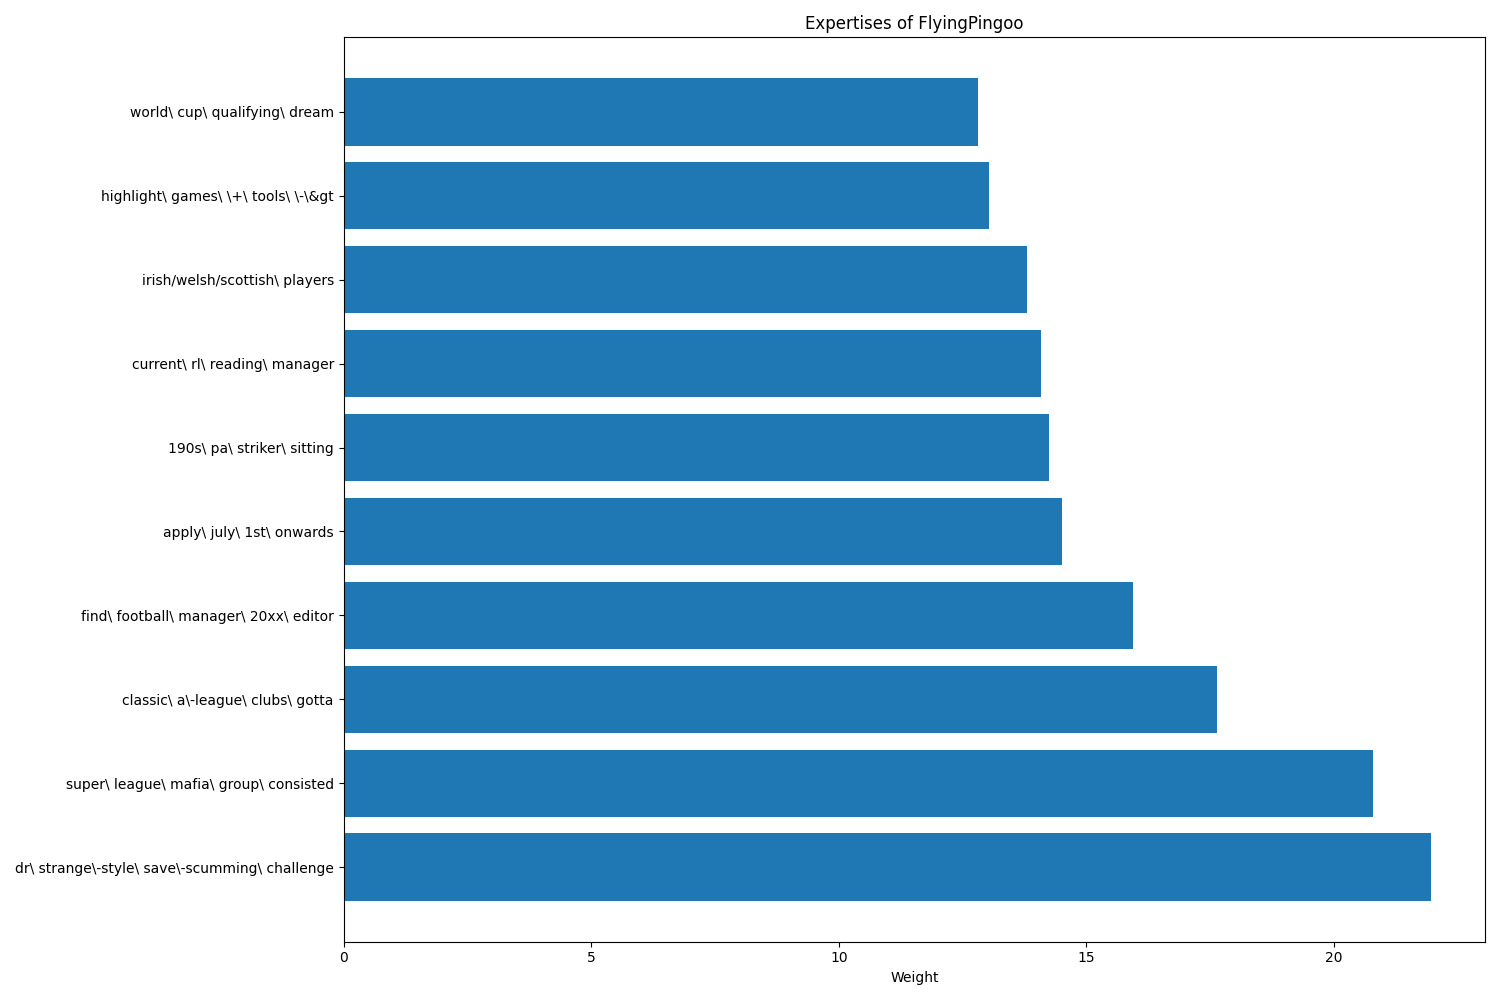 Expertises of FlyingPingoo
world\ cup\ qualifying\ dream
highlight\ games\ \+\ tools\ \-\&gt
irish/welsh/scottish\ players
current\ rl\ reading\ manager
190s\ pa\ striker\ sitting
apply\ july\ 1st\ onwards
find\ football\ manager\ 20xx\ editor
classic\ a\-league\ clubs\ gotta
super\ league\ mafia\ group\ consisted
dr\ strange\-style\ save\-scumming\ challenge
0 5 10 15 20
Weight